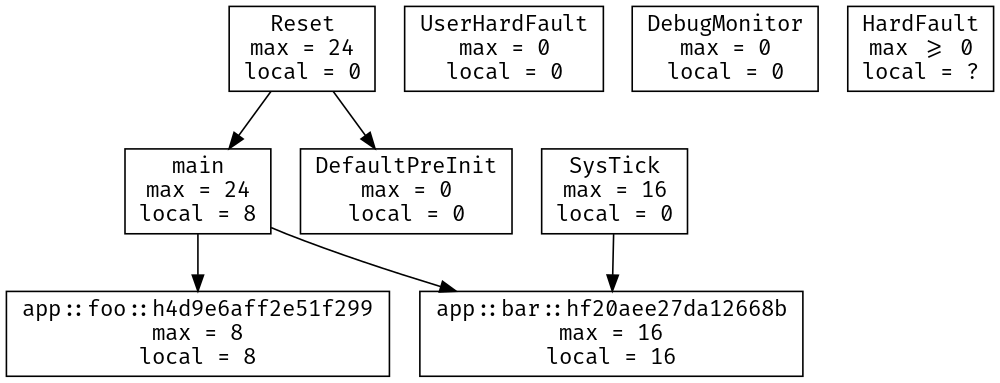 Reset
max = 24
local = 0
UserHardFault
max = 0
local = 0
DebugMonitor
max = 0
local = 0
HardFault
max >= 0
local = ?
main
max = 24
local = 8
DefaultPreInit
max = 0
local = 0
SysTick
max = 16
local = 0
app::foo::h4d9e6aff2e51f299
max = 8
local = 8
app::bar::hf20aee27da12668b
max = 16
local = 16